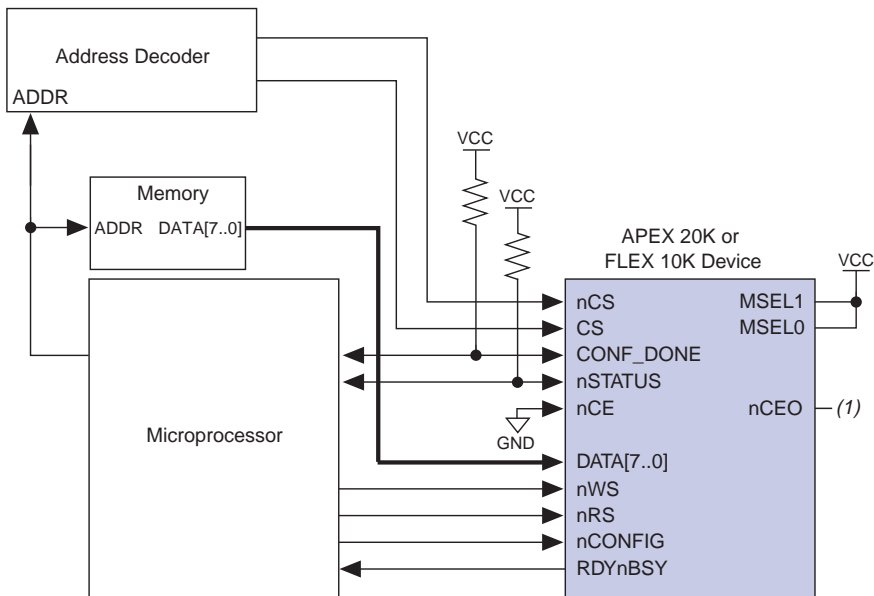 Address Decoder
ADDR
VCC
VCC
Memory
ADDR DATA[7..0]
APEX 20K or
FLEX 10K Device
VCC
nCS
MSEL1
CS
MSEL0
CONF_DONE
nSTATUS
nCE
nCEO
(1)
GND
Microprocessor
DATA[7..0]
nWS
nRS
nCONFIG
RDYnBSY